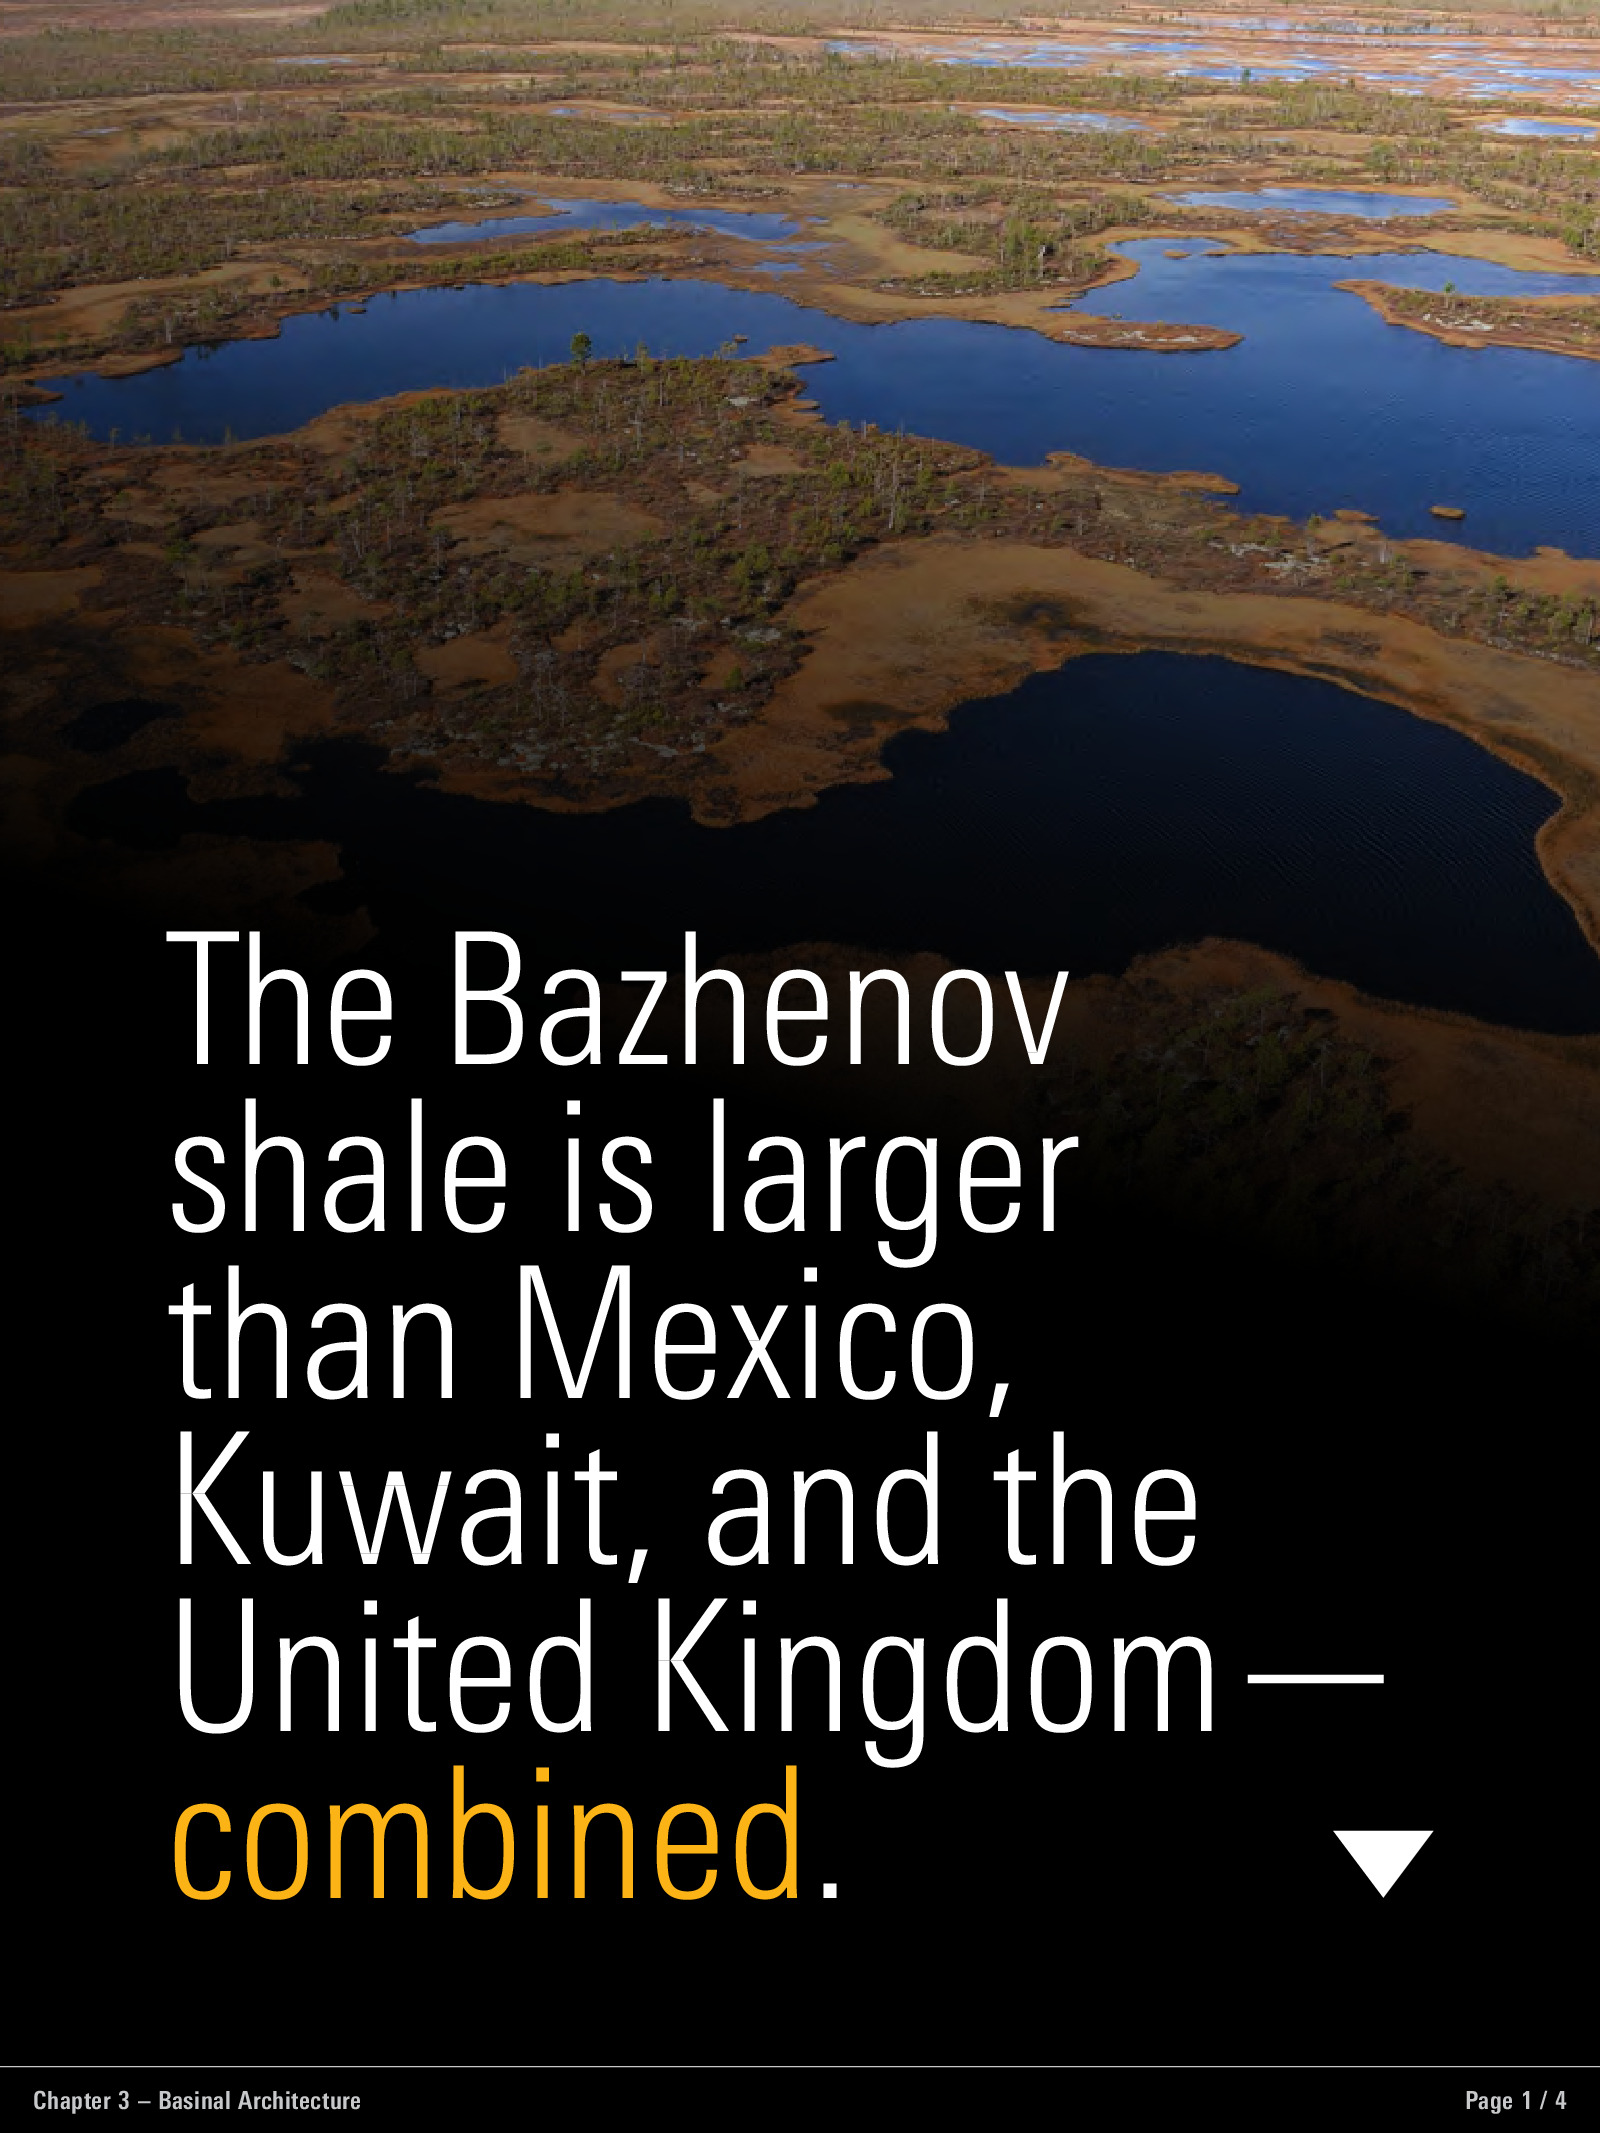 The Bazhenov
shale is larger
than Mexico,
Kuwait, and the
United Kingdom—
combined.
Chapter 3 – Basinal Architecture
Page 1 / 4